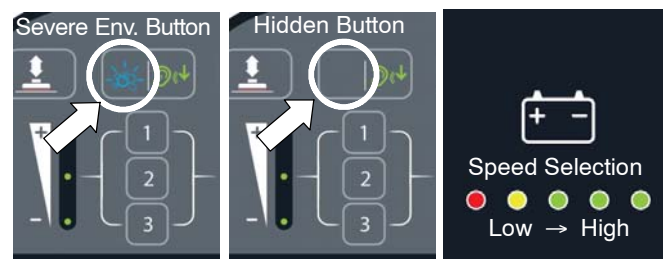 Severe Env. Button
+
1
2
3
−
Hidden Button
+
1
2
3
−
+ −
Speed Selection
Low → High